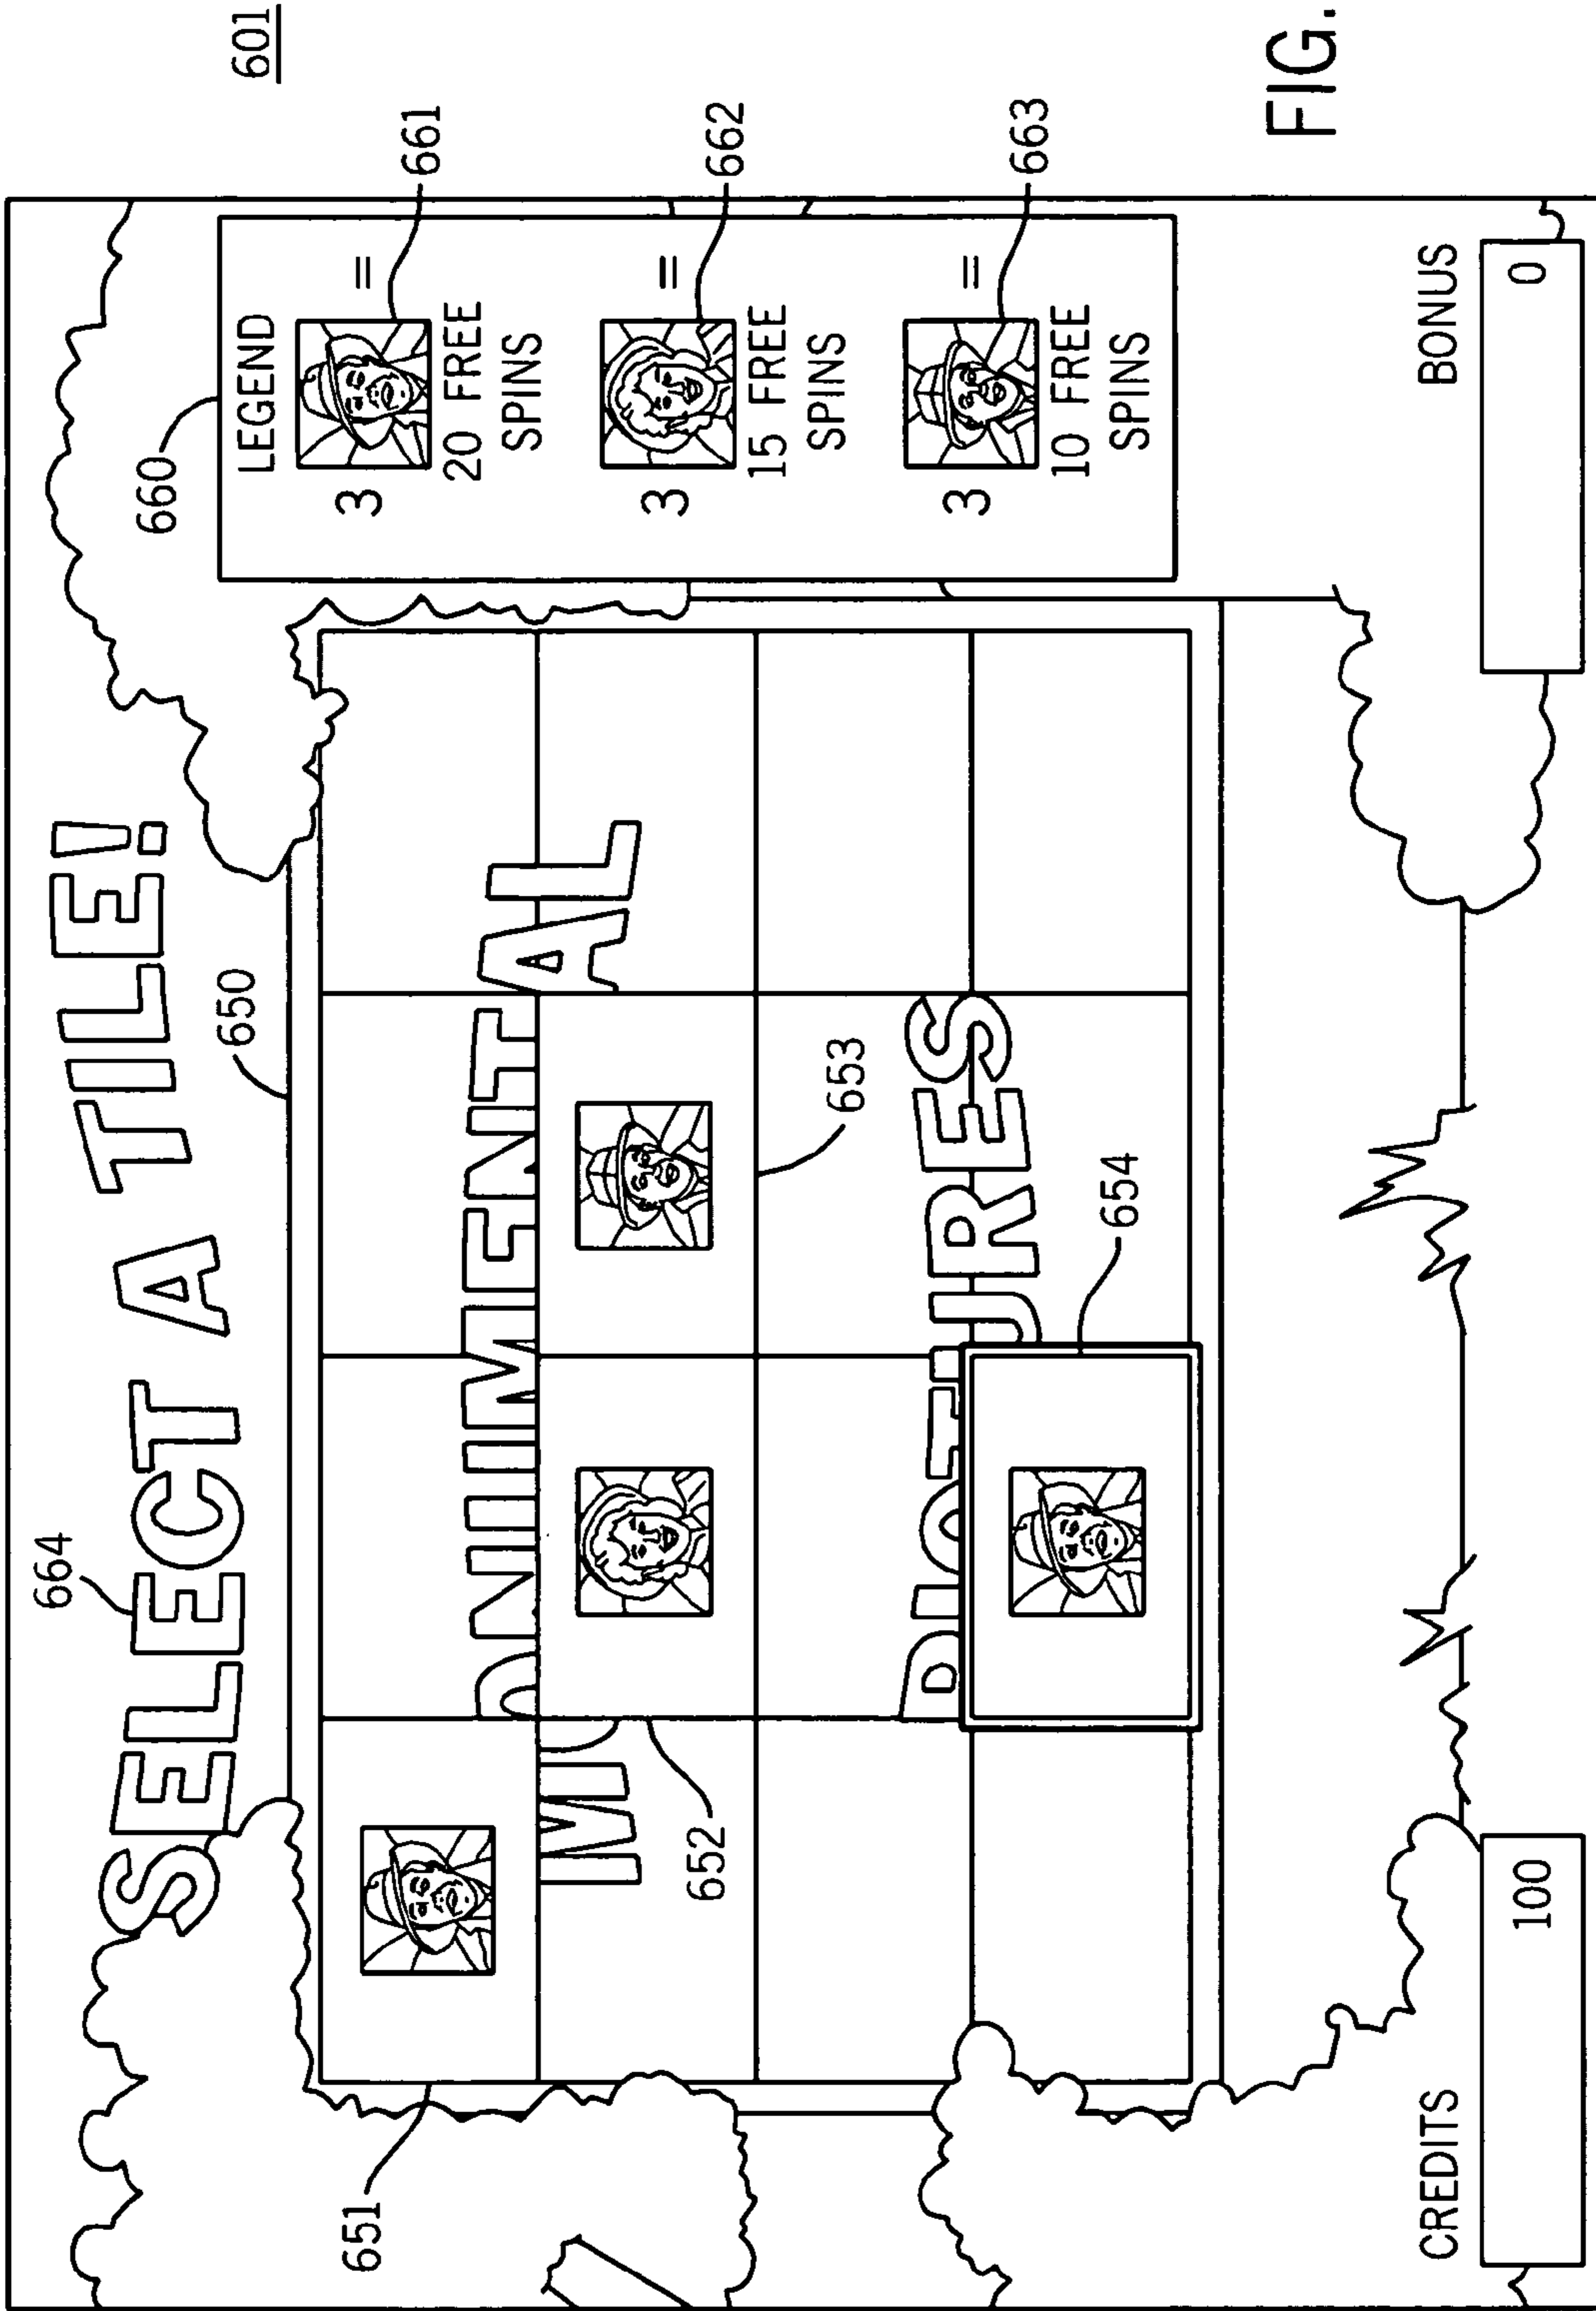 601
664
SELECT A TILE!
650
660
LEGEND
3 =
661
20 FREE
SPINS
3 =
662
15 FREE
SPINS
3 =
663
10 FREE
SPINS
651
652
653
654
PICTURES
CREDITS
100
BONUS
0
FIG.